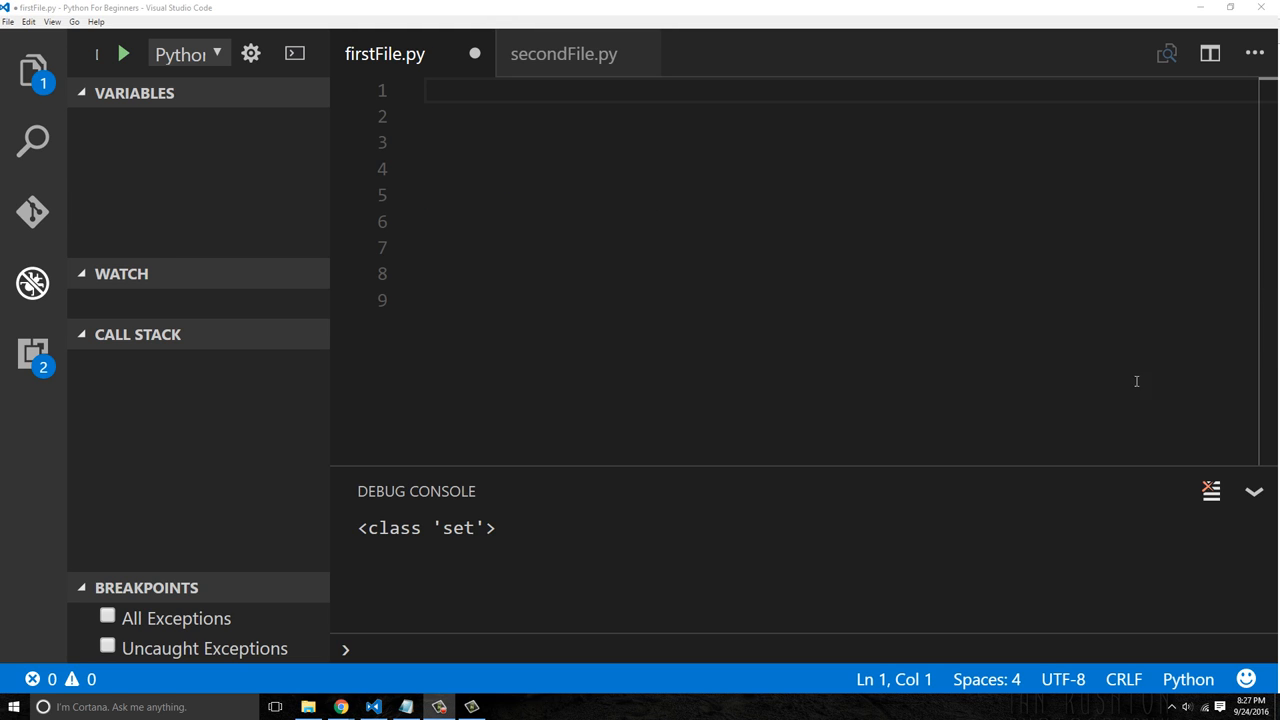 • firstFile.py - Python For Beginners - Visual Studio Code
File Edit View Go Help
Python
firstFile.py
secondFile.py
1
VARIABLES
WATCH
CALL STACK
2
BREAKPOINTS
All Exceptions
Uncaught Exceptions
1
2
3
4
5
6
7
8
9
DEBUG CONSOLE
<class 'set'>
0 0
Ln 1, Col 1 Spaces: 4 UTF-8 CRLF Python
I'm Cortana. Ask me anything.
8:27 PM
9/24/2016